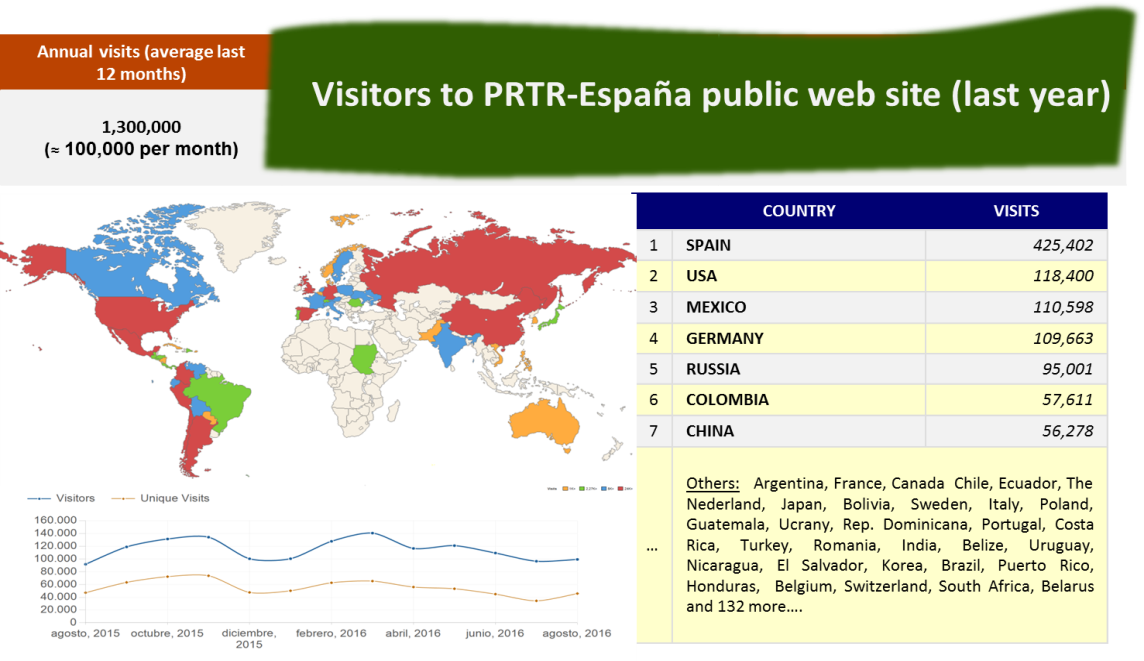 Annual visits (average last
12 months)
Visitors to PRTR-España public web site (last year)
1,300,000
(≈ 100,000 per month)
COUNTRY VISITS
1 SPAIN 425,402
2 USA 118,400
3 MEXICO 110,598
4 GERMANY 109,663
5 RUSSIA 95,001
6 COLOMBIA 57,611
7 CHINA 56,278
... Others: Argentina, France, Canada Chile, Ecuador, The
Nederland, Japan, Bolivia, Sweden, Italy, Poland,
Guatemala, Ucrany, Rep. Dominicana, Portugal, Costa
Rica, Turkey, Romania, India, Belize, Uruguay,
Nicaragua, El Salvador, Korea, Brazil, Puerto Rico,
Honduras, Belgium, Switzerland, South Africa, Belarus
and 132 more....
Visitors Unique Visits
160.000
140.000
120.000
100.000
80.000
60.000
40.000
20.000
0
agosto, 2015 octubre, 2015 diciembre, 2015 febrero, 2016 abril, 2016 junio, 2016 agosto, 2016